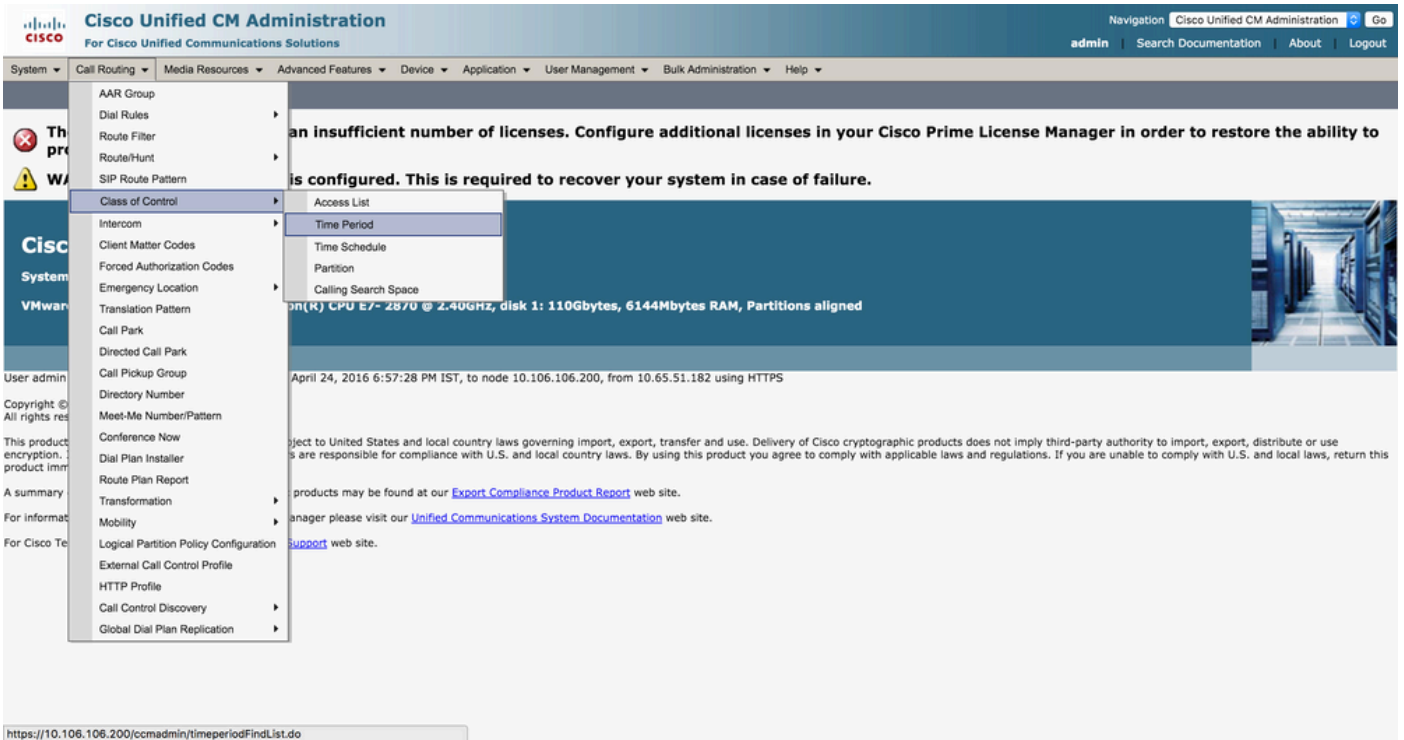 CISCO
Cisco Unified CM Administration
For Cisco Unified Communications Solutions
Navigation Cisco Unified CM Administration Go
admin | Search Documentation | About | Logout
System Call Routing Media Resources Advanced Features Device Application User Management Bulk Administration Help
AAR Group
Dial Rules
Route Filter
Route/Hunt
SIP Route Pattern
Class of Control
Intercom
Client Matter Codes
Forced Authorization Codes
Emergency Location
Translation Pattern
Call Park
Directed Call Park
Call Pickup Group
Directory Number
Meet-Me Number/Pattern
Conference Now
Dial Plan Installer
Route Plan Report
Transformation
Mobility
Logical Partition Policy Configuration
External Call Control Profile
HTTP Profile
Call Control Discovery
Global Dial Plan Replication
Access List
Time Period
Time Schedule
Partition
Calling Search Space
Th an insufficient number of licenses. Configure additional licenses in your Cisco Prime License Manager in order to restore the ability to
pr
WA is configured. This is required to recover your system in case of failure.
Cisc
System
VMwar on(R) CPU E7- 2870 @ 2.40GHz, disk 1: 110Gbytes, 6144Mbytes RAM, Partitions aligned
User admin April 24, 2016 6:57:28 PM IST, to node 10.106.106.200, from 10.65.51.182 using HTTPS
Copyright ©
All rights res
This product bject to United States and local country laws governing import, export, transfer and use. Delivery of Cisco cryptographic products does not imply third-party authority to import, export, distribute or use
encryption. s are responsible for compliance with U.S. and local country laws. By using this product you agree to comply with applicable laws and regulations. If you are unable to comply with U.S. and local laws, return this
product imm
A summary products may be found at our Export Compliance Product Report web site.
For informat anager please visit our Unified Communications System Documentation web site.
For Cisco Te Support web site.
https://10.106.106.200/ccmadmin/timeperiodFindList.do